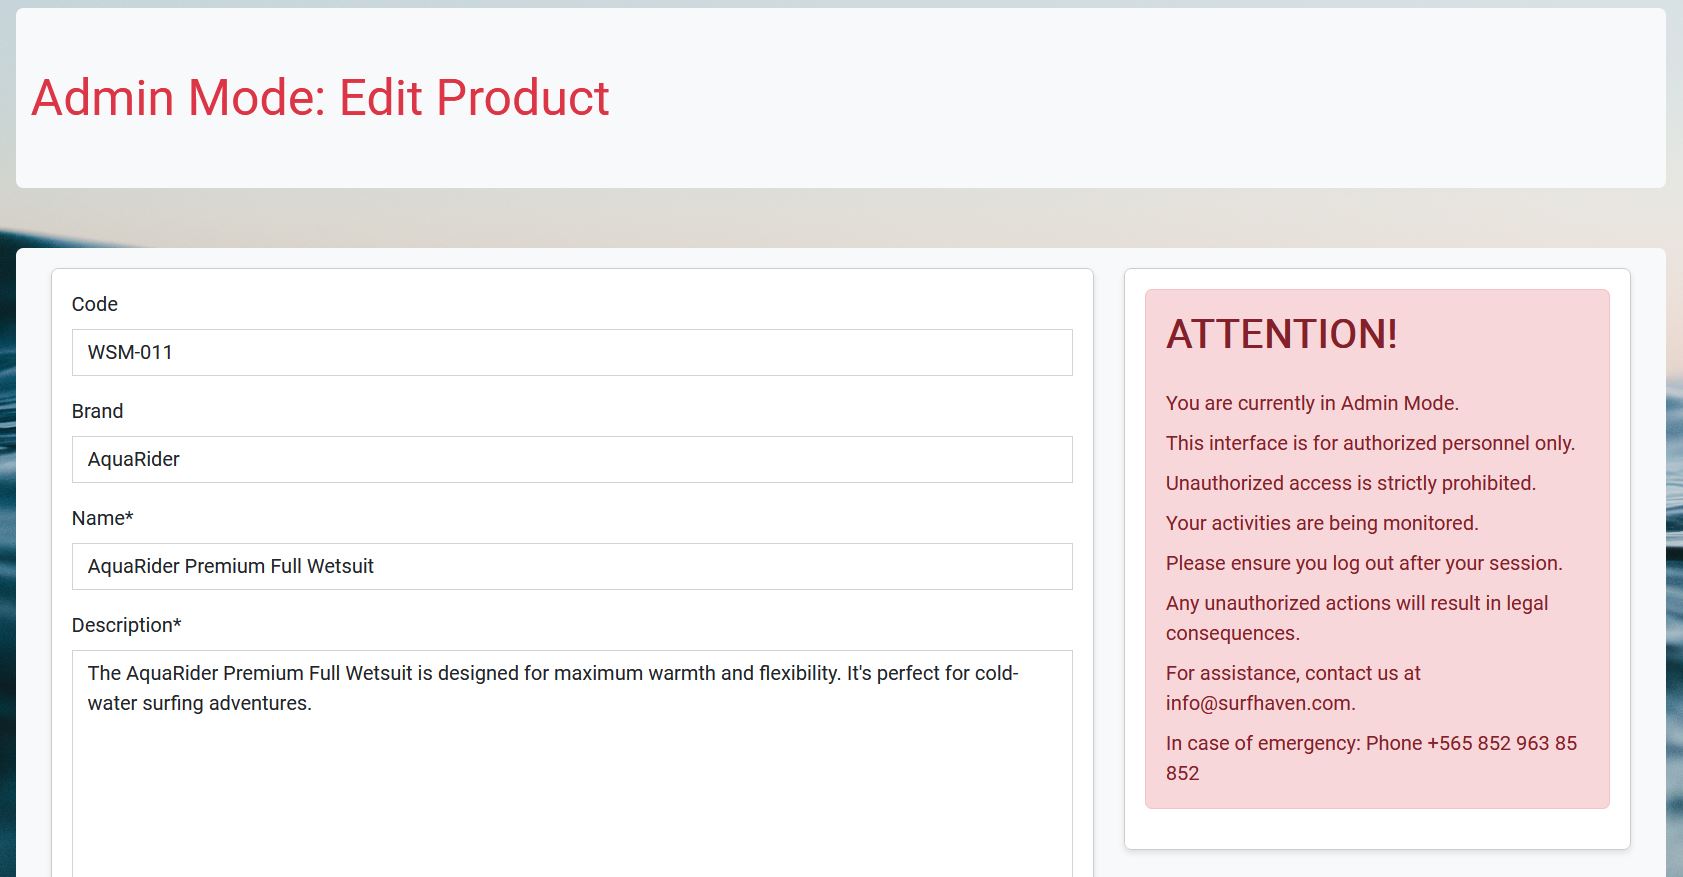 Admin Mode: Edit Product
Code
WSM-011
Brand
AquaRider
Name*
AquaRider Premium Full Wetsuit
Description*
The AquaRider Premium Full Wetsuit is designed for maximum warmth and flexibility. It's perfect for cold-
water surfing adventures.
ATTENTION!
You are currently in Admin Mode.
This interface is for authorized personnel only.
Unauthorized access is strictly prohibited.
Your activities are being monitored.
Please ensure you log out after your session.
Any unauthorized actions will result in legal
consequences.
For assistance, contact us at
info@surfhaven.com.
In case of emergency: Phone +565 852 963 85
852